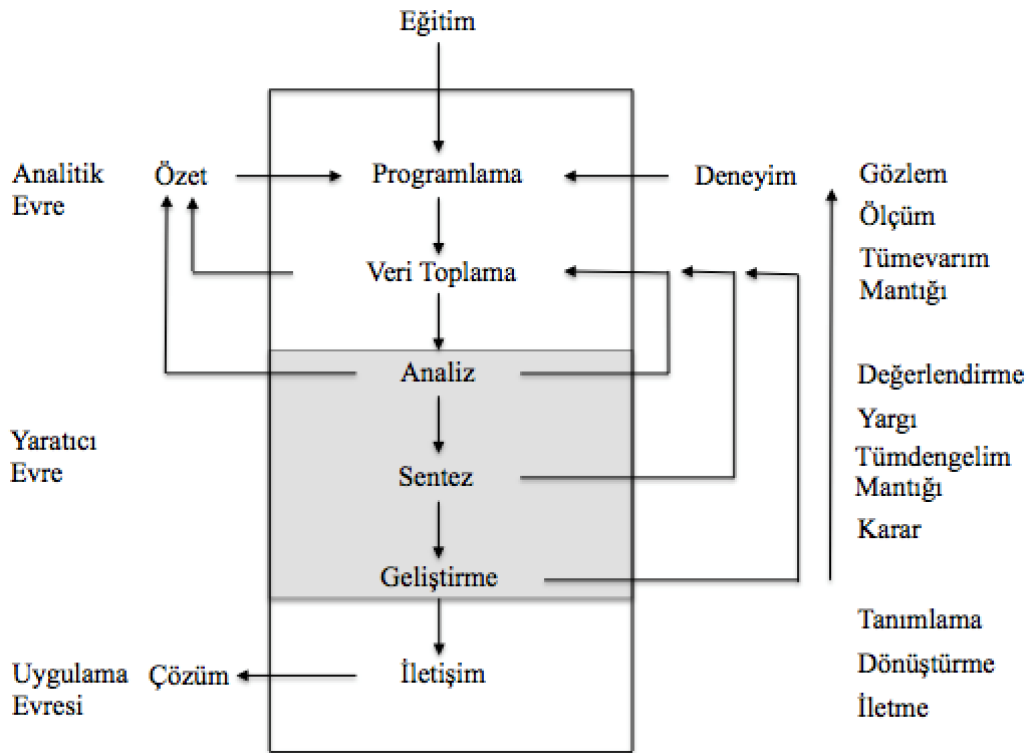 Eğitim
Analitik
Evre
Özet
Programlama
Deneyim
Gözlem
Ölçüm
Veri Toplama
Tümevarım
Mantığı
Analiz
Değerlendirme
Yaratıcı
Evre
Sentez
Yargı
Tümdengelim
Mantığı
Karar
Geliştirme
Tanımlama
Uygulama
Evresi
Çözüm
İletişim
Dönüştürme
İletme